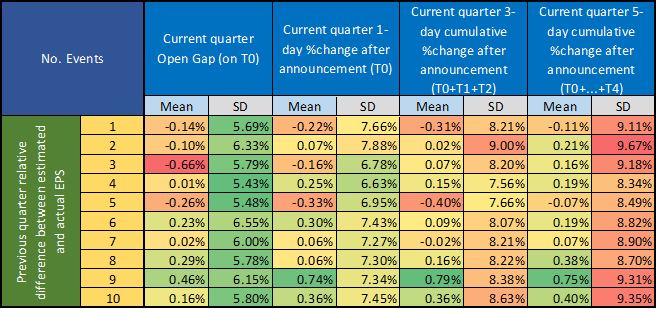 No. Events
Current quarter
Open Gap (on T0)
Current quarter 1-
day %change after
announcement (T0)
Current quarter 3-
day cumulative
%change after
announcement
(T0+T1+T2)
Current quarter 5-
day cumulative
%change after
announcement
(T0+...+T4)
Mean SD Mean SD Mean SD Mean SD
Previous quarter relative
difference between estimated
and actual EPS
1 -0.14% 5.69% -0.22% 7.66% -0.31% 8.21% -0.11% 9.11%
2 -0.10% 6.33% 0.07% 7.88% 0.02% 9.00% 0.21% 9.67%
3 -0.66% 5.79% -0.16% 6.78% 0.07% 8.20% 0.16% 9.18%
4 0.01% 5.43% 0.25% 6.63% 0.15% 7.56% 0.19% 8.34%
5 -0.26% 5.48% -0.33% 6.95% -0.40% 7.66% -0.07% 8.49%
6 0.23% 6.55% 0.30% 7.43% 0.09% 8.07% 0.19% 8.82%
7 0.02% 6.00% 0.06% 7.27% -0.02% 8.21% 0.07% 8.90%
8 0.29% 5.78% 0.06% 7.30% 0.16% 8.22% 0.38% 8.70%
9 0.46% 6.15% 0.74% 7.34% 0.79% 8.38% 0.75% 9.31%
10 0.16% 5.80% 0.36% 7.45% 0.36% 8.63% 0.40% 9.35%